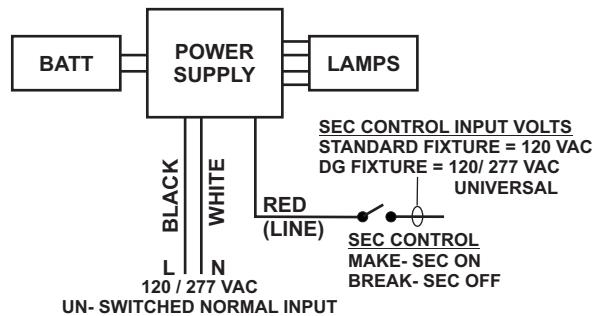 BATT
POWER
SUPPLY
LAMPS
SEC CONTROL INPUT VOLTS
STANDARD FIXTURE = 120 VAC
DG FIXTURE = 120/ 277 VAC
UNIVERSAL
BLACK
WHITE
RED
(LINE)
SEC CONTROL
MAKE- SEC ON
BREAK- SEC OFF
L N
120 / 277 VAC
UN- SWITCHED NORMAL INPUT